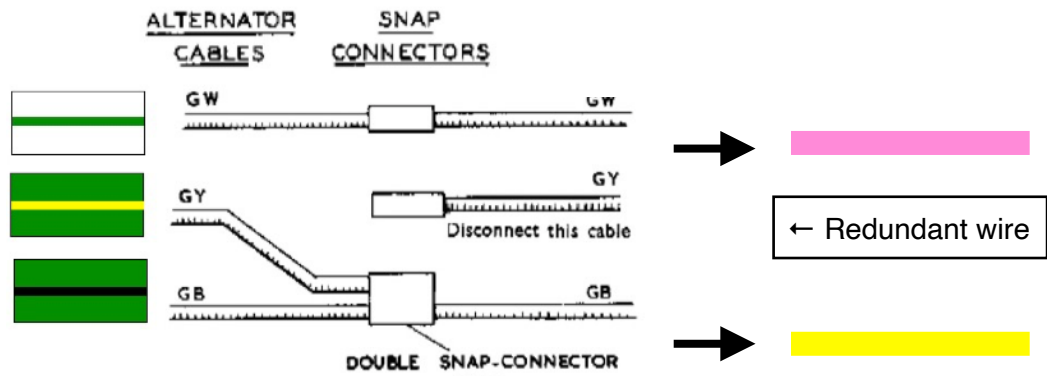 ALTERNATOR SNAP
CABLES CONNECTORS
GW GW
GY GY
← Redundant wire
Disconnect this cable
GB GB
DOUBLE SNAP-CONNECTOR